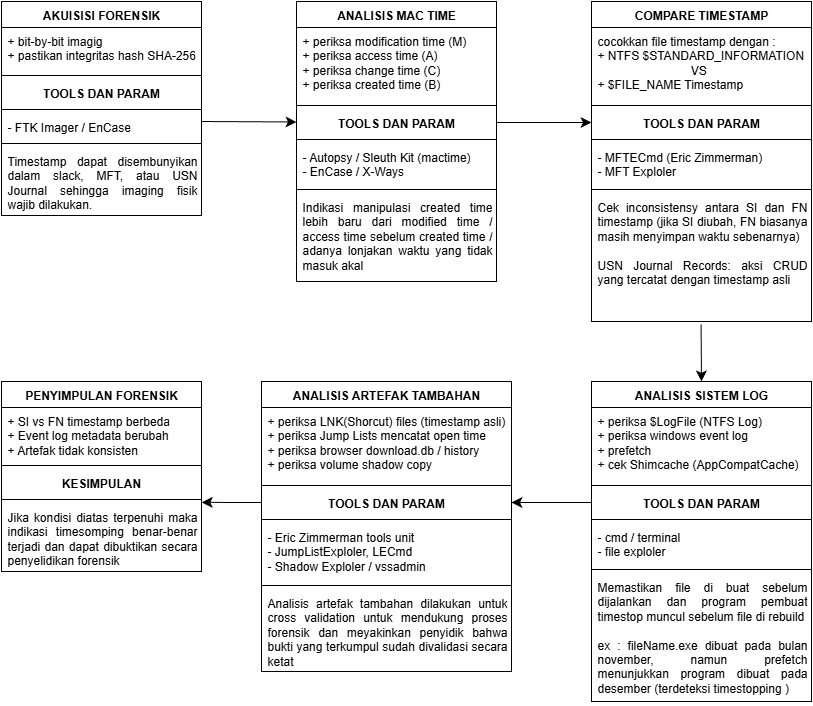 AKUISISI FORENSIK
+ bit-by-bit imagig
+ pastikan integritas hash SHA-256
TOOLS DAN PARAM
- FTK Imager / EnCase
Timestamp dapat disembunyikan
dalam slack, MFT, atau USN
Journal sehingga imaging fisik
wajib dilakukan.
ANALISIS MAC TIME
+ periksa modification time (M)
+ periksa access time (A)
+ periksa change time (C)
+ periksa created time (B)
TOOLS DAN PARAM
- Autopsy / Sleuth Kit (mactime)
- EnCase / X-Ways
Indikasi manipulasi created time
lebih baru dari modified time /
access time sebelum created time /
adanya lonjakan waktu yang tidak
masuk akal
COMPARE TIMESTAMP
cocokkan file timestamp dengan :
+ NTFS $STANDARD_INFORMATION
VS
+ $FILE_NAME Timestamp
TOOLS DAN PARAM
- MFTECmd (Eric Zimmerman)
- MFT Exploler
Cek inconsistensy antara SI dan FN
timestamp (jika SI diubah, FN biasanya
masih menyimpan waktu sebenarnya)
USN Journal Records: aksi CRUD
yang tercatat dengan timestamp asli
ANALISIS SISTEM LOG
+ periksa $LogFile (NTFS Log)
+ periksa windows event log
+ prefetch
+ cek Shimcache (AppCompatCache)
TOOLS DAN PARAM
- cmd / terminal
- file exploler
Memastikan file di buat sebelum
dijalankan dan program pembuat
timestop muncul sebelum file di rebuild
ex : fileName.exe dibuat pada bulan
november, namun prefetch
menunjukkan program dibuat pada
desember (terdeteksi timestopping )
ANALISIS ARTEFAK TAMBAHAN
+ periksa LNK(Shorcut) files (timestamp asli)
+ periksa Jump Lists mencatat open time
+ periksa browser download.db / history
+ periksa volume shadow copy
TOOLS DAN PARAM
- Eric Zimmerman tools unit
- JumpListExploler, LECmd
- Shadow Exploler / vssadmin
Analisis artefak tambahan dilakukan untuk
cross validation untuk mendukung proses
forensik dan meyakinkan penyidik bahwa
bukti yang terkumpul sudah divalidasi secara
ketat
PENYIMPULAN FORENSIK
+ SI vs FN timestamp berbeda
+ Event log metadata berubah
+ Artefak tidak konsisten
KESIMPULAN
Jika kondisi diatas terpenuhi maka
indikasi timesomping benar-benar
terjadi dan dapat dibuktikan secara
penyelidikan forensik